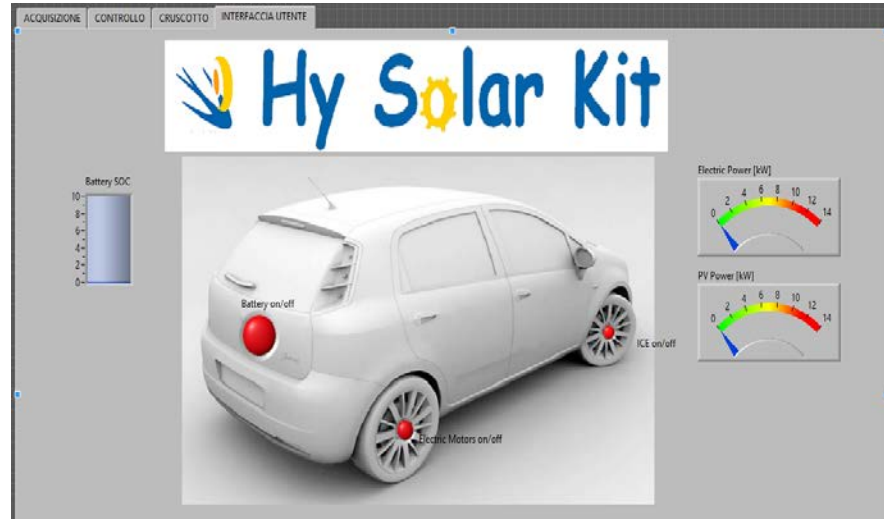 ACQUISIZIONE CONTROLLO CRUSCOTTO INTERFACCIA UTENTE
Hy Solar Kit
Battery SOC
10
8
6
4
2
0
Electric Power [kW]
0 2 4 6 8 10 12 14
PV Power [kW]
0 2 4 6 8 10 12 14
Battery on/off
ICE on/off
Electric Motors on/off